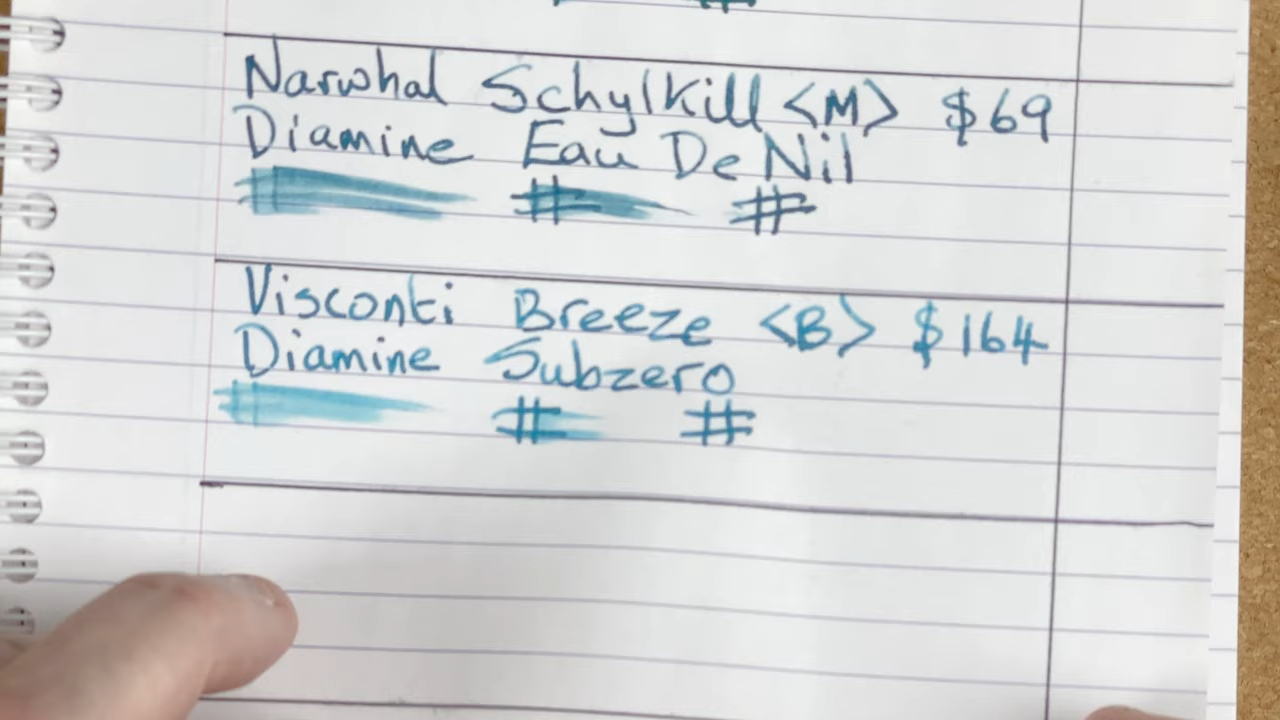 Narwhal Schylkill <M> $69
Diamine Eau De Nil
# #
Visconti Breeze <B> $164
Diamine Subzero
# #